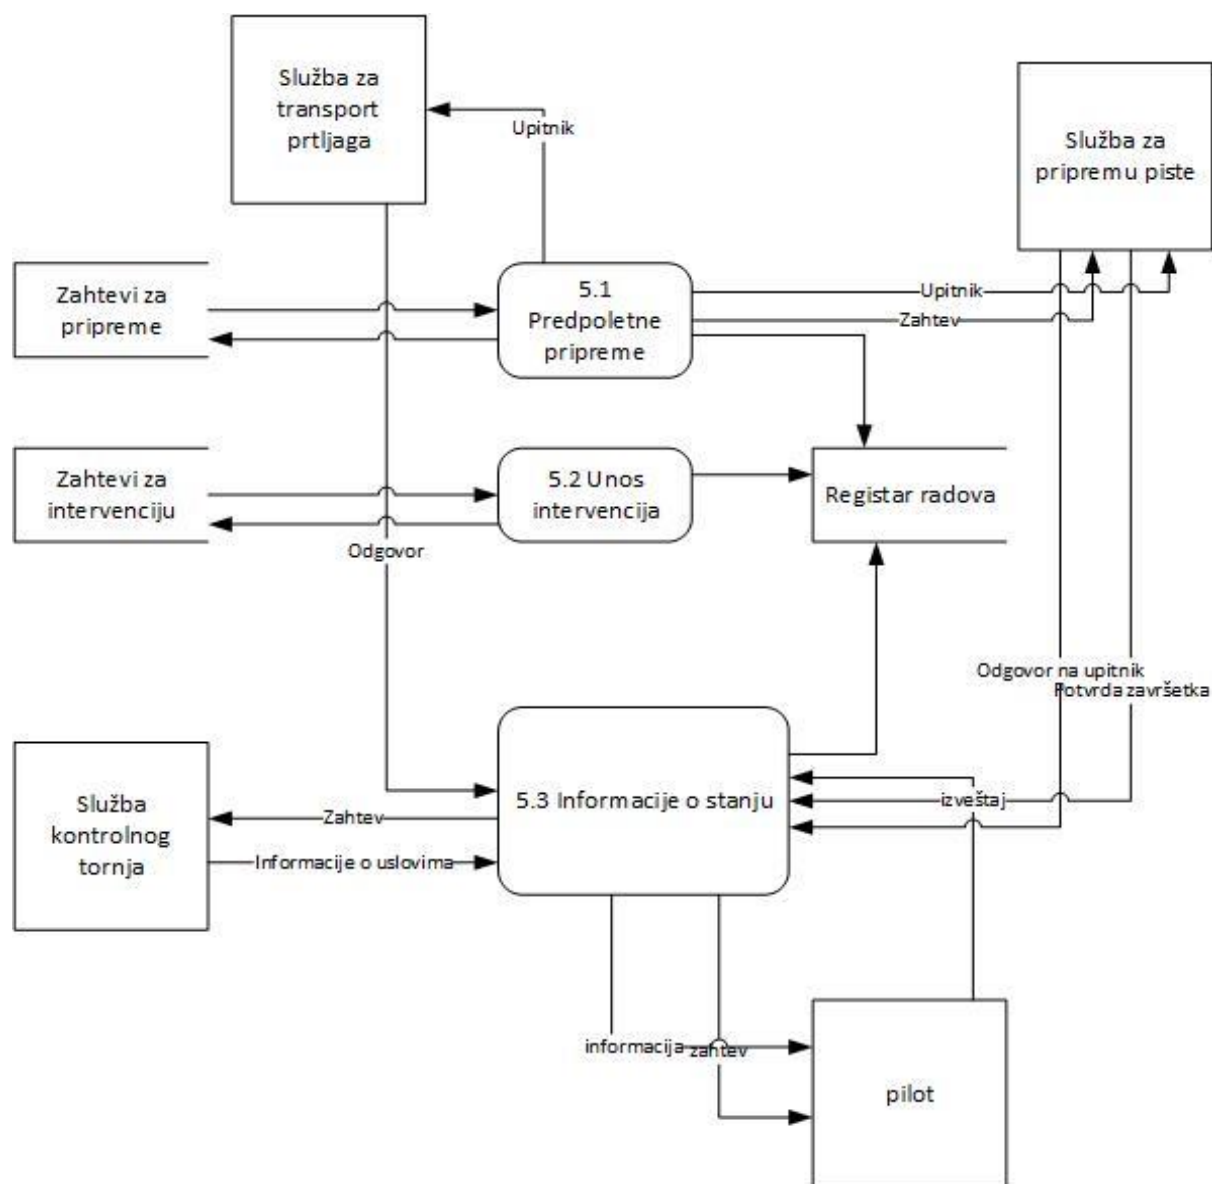 Služba za
transport
prtljaga
Upitnik
Služba za
pripremu piste
Zahtevi za
pripreme
5.1
Predpoletne
pripreme
Upitnik
Zahtev
Zahtevi za
intervenciju
5.2 Unos
intervencija
Registar radova
Odgovor
Odgovor na upitnik
Potvrda završetka
Služba
kontrolnog
tornja
Zahtev
Informacije o uslovima
5.3 Informacije o stanju
izveštaj
informacija
zahtev
pilot